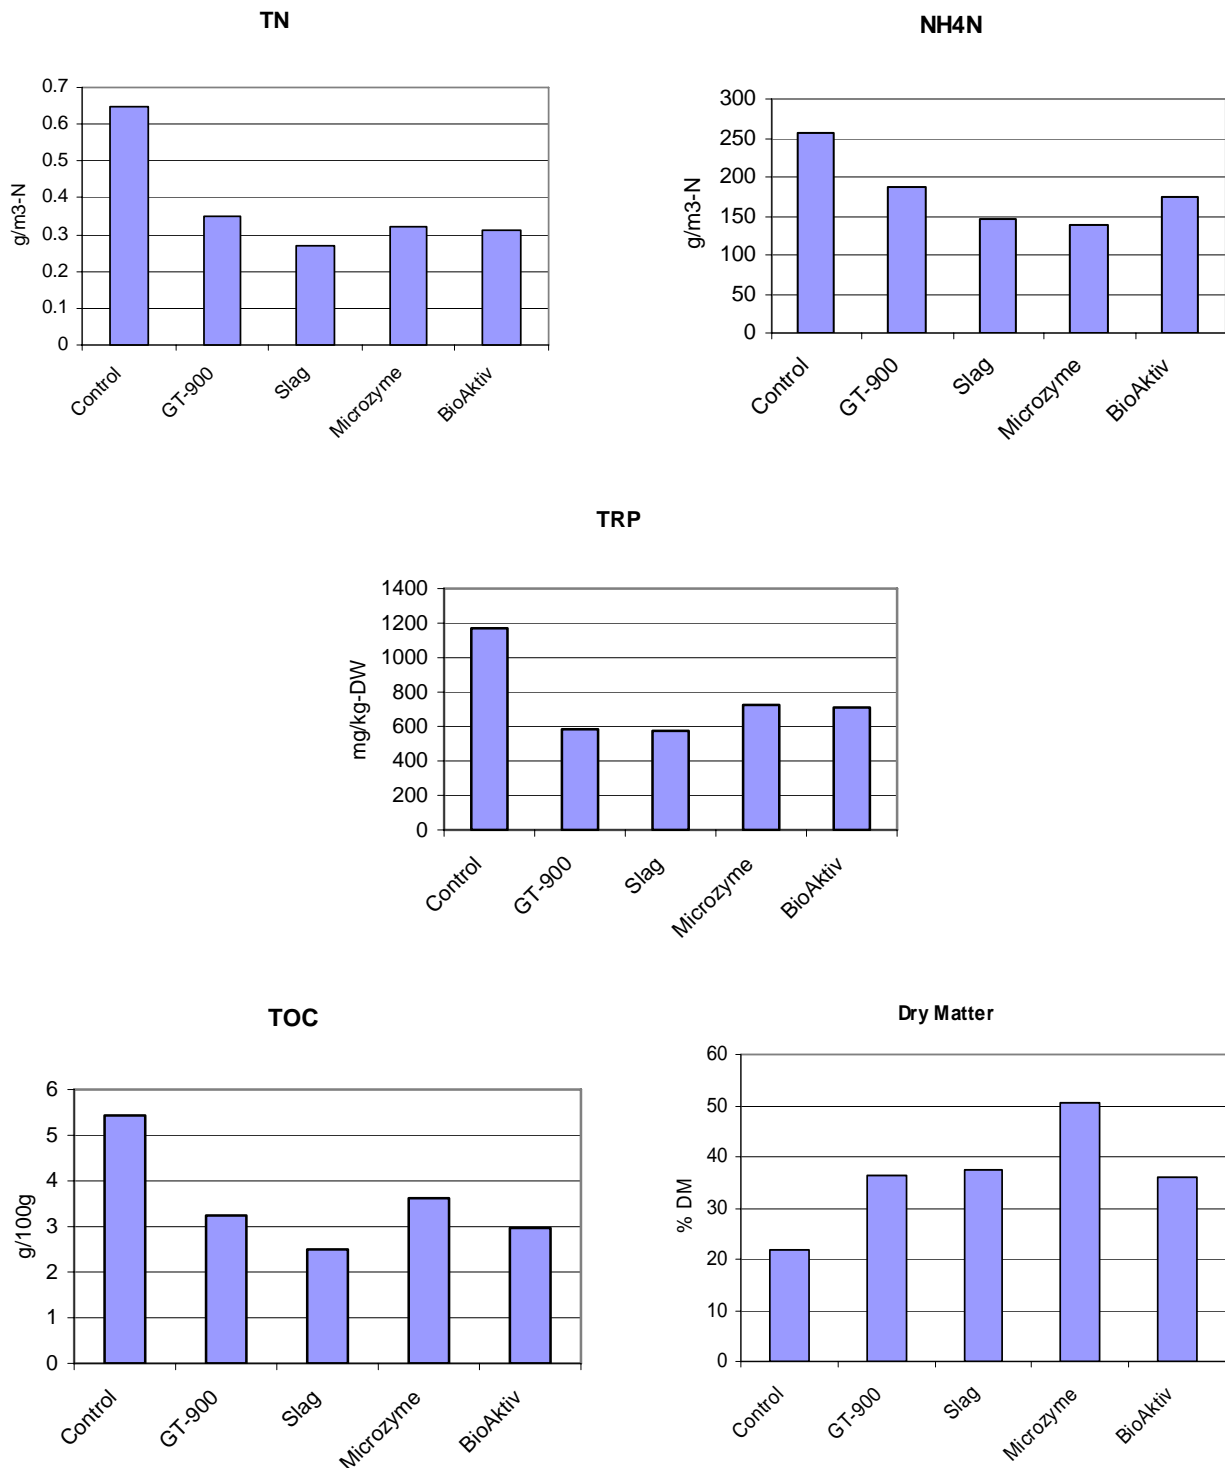 TN
g/m3-N
0.7
0.6
0.5
0.4
0.3
0.2
0.1
0
Control
GT-900
Slag
Microzyme
BioAktiv
NH4N
g/m3-N
300
250
200
150
100
50
0
Control
GT-900
Slag
Microzyme
BioAktiv
TRP
mg/kg-DW
1400
1200
1000
800
600
400
200
0
Control
GT-900
Slag
Microzyme
BioAktiv
TOC
g/100g
6
5
4
3
2
1
0
Control
GT-900
Slag
Microzyme
BioAktiv
Dry Matter
% DM
60
50
40
30
20
10
0
Control
GT-900
Slag
Microzyme
BioAktiv